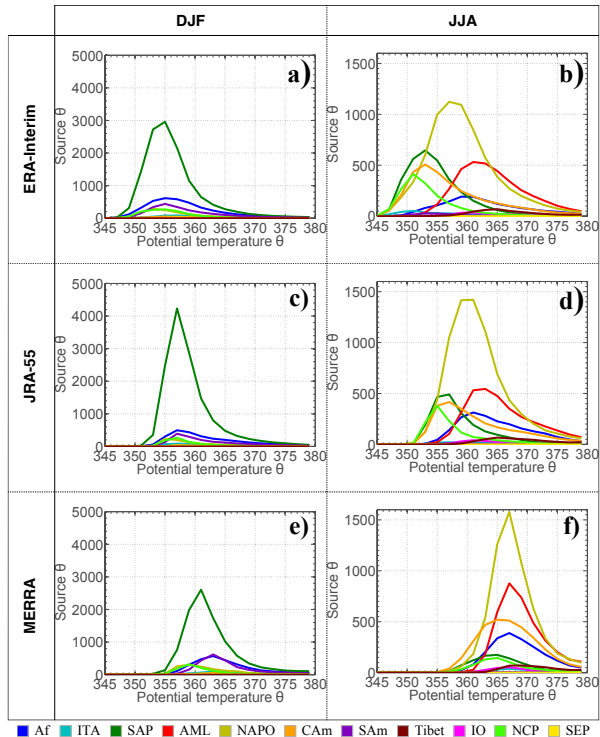 DJF JJA
ERA-Interim
a)
5000
4000
3000
2000
1000
0
Source θ
345 350 355 360 365 370 375 380
Potential temperature θ
b)
1500
1000
500
0
Source θ
345 350 355 360 365 370 375 380
Potential temperature θ
JRA-55
c)
5000
4000
3000
2000
1000
0
Source θ
345 350 355 360 365 370 375 380
Potential temperature θ
d)
1500
1000
500
0
Source θ
345 350 355 360 365 370 375 380
Potential temperature θ
MERRA
e)
5000
4000
3000
2000
1000
0
Source θ
345 350 355 360 365 370 375 380
Potential temperature θ
f)
1500
1000
500
0
Source θ
345 350 355 360 365 370 375 380
Potential temperature θ
Af ITA SAP AML NAPO CAm SAm Tibet IO NCP SEP